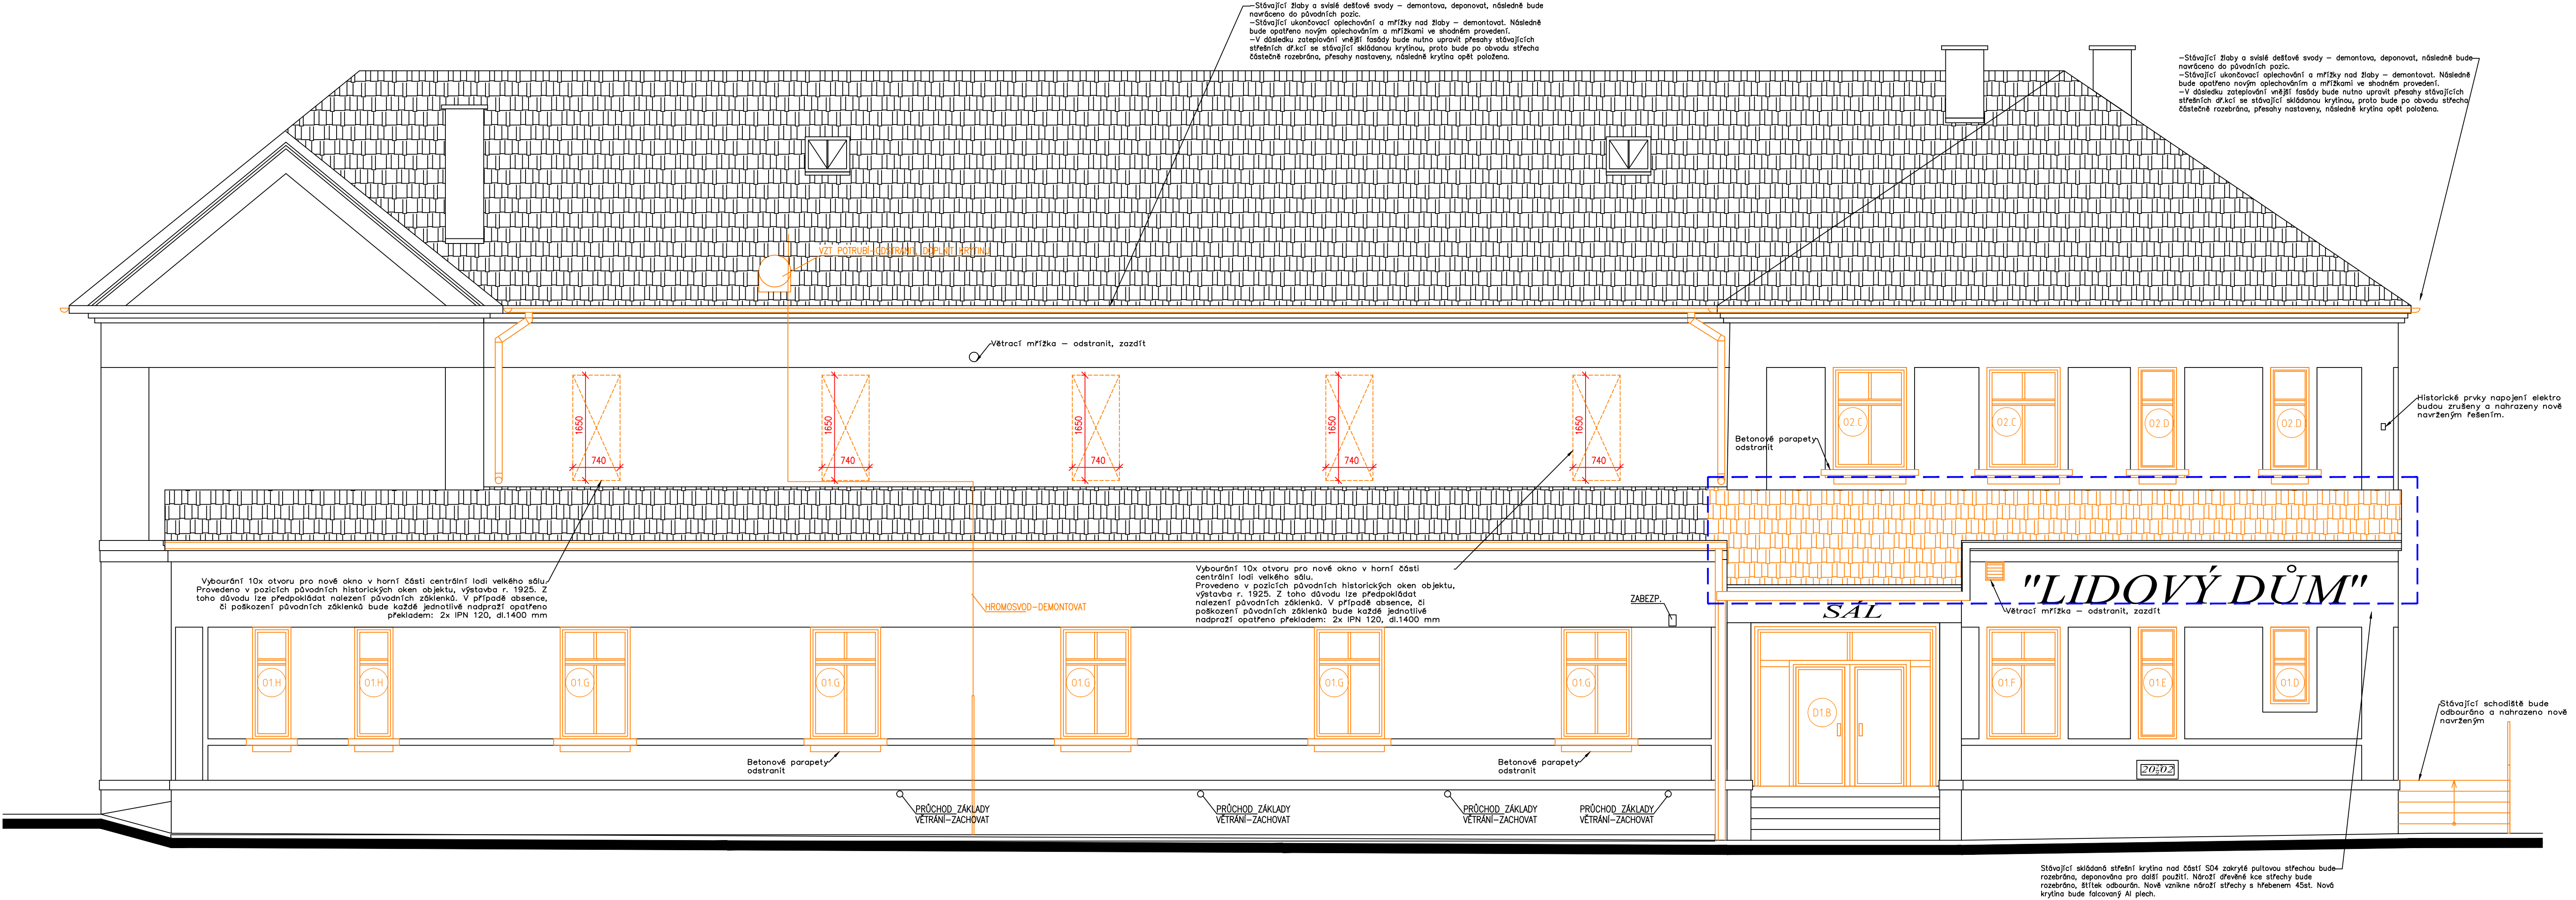 -Stávající žlaby a svislé dešťové svody – demontova, deponovat, následně bude
navráceno do původních pozic.
-Stávající ukončovací oplechování a mřížky nad žlaby – demontovat. Následně
bude opatřeno novým oplechováním a mřížkami ve shodném provedení.
-V důsledku zateplování vnější fasády bude nutno upravit přesahy stávajících
střešních dř.kcí se stávající skládanou krytinou, proto bude po obvodu střecha
částečně rozebrána, přesahy nastaveny, následně krytina opět položena.
-Stávající žlaby a svislé dešťové svody – demontova, deponovat, následně bude
navráceno do původních pozic.
-Stávající ukončovací oplechování a mřížky nad žlaby – demontovat. Následně
bude opatřeno novým oplechováním a mřížkami ve shodném provedení.
-V důsledku zateplování vnější fasády bude nutno upravit přesahy stávajících
střešních dř.kcí se stávající skládanou krytinou, proto bude po obvodu střecha
částečně rozebrána, přesahy nastaveny, následně krytina opět položena.
VZT POTRUBÍ-ODSTRANIT, DOPLNIT KRYTINU
Větrací mřížka – odstranit, zazdít
1650
740
1650
740
1650
740
1650
740
1650
740
Betonové parapety
odstranit
02.C
02.C
02.D
02.D
Historické prvky napojení elektro
budou zrušeny a nahrazeny nově
navrženým řešením.
Vybourání 10x otvoru pro nové okno v horní části centrální lodi velkého sálu.
Provedeno v pozicích původních historických oken objektu, výstavba r. 1925. Z
toho důvodu lze předpokládat nalezení původních záklenků. V případě absence,
či poškození původních záklenků bude každé jednotlivě nadpraží opatřeno
překladem: 2x IPN 120, dl.1400 mm
HROMOSVOD-DEMONTOVAT
Vybourání 10x otvoru pro nové okno v horní části
centrální lodi velkého sálu.
Provedeno v pozicích původních historických oken objektu,
výstavba r. 1925. Z toho důvodu lze předpokládat
nalezení původních záklenků. V případě absence, či
poškození původních záklenků bude každé jednotlivě
nadpraží opatřeno překladem: 2x IPN 120, dl.1400 mm
ZABEZP.
SÁL
"LIDOVÝ DŮM"
Větrací mřížka – odstranit, zazdít
01.H
01.H
01.G
01.G
01.G
01.G
01.G
D1.B
01.F
01.E
01.D
Stávající schodiště bude
odbouráno a nahrazeno nově
navrženým
Betonové parapety
odstranit
Betonové parapety
odstranit
PRŮCHOD ZÁKLADY
VĚTRÁNÍ-ZACHOVAT
PRŮCHOD ZÁKLADY
VĚTRÁNÍ-ZACHOVAT
PRŮCHOD ZÁKLADY
VĚTRÁNÍ-ZACHOVAT
PRŮCHOD ZÁKLADY
VĚTRÁNÍ-ZACHOVAT
Stávající skládaná střešní krytina nad částí SO4 zakryté pultovou střechou bude
rozebrána, deponována pro další použití. Nároží dřevěné kce střechy bude
rozebráno, štítek odbourán. Nově vznikne nároží střechy s hřebenem 45st. Nová
krytina bude falcovaný Al plech.